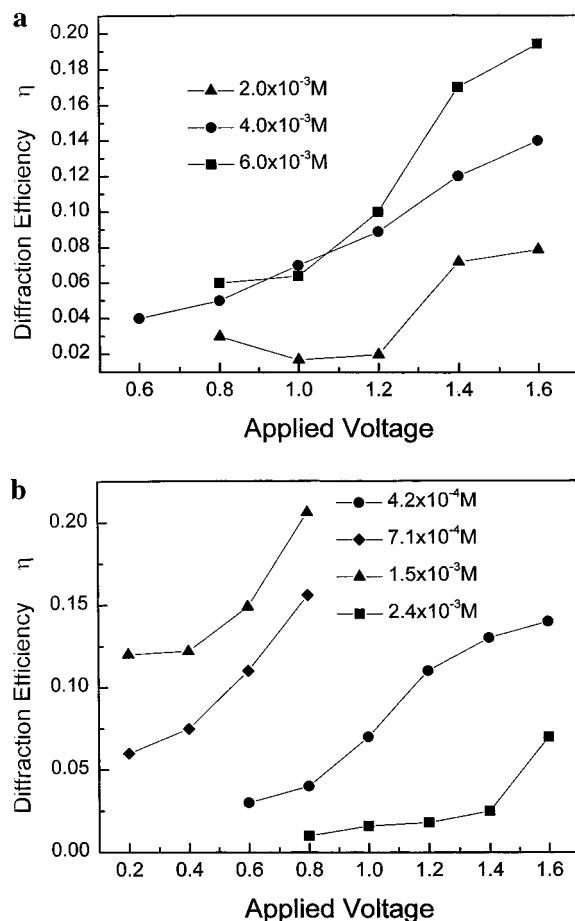 a
0.20
0.18
0.16
0.14
0.12
0.10
0.08
0.06
0.04
0.02
Diffraction Efficiency η
2.0x10⁻³M
4.0x10⁻³M
6.0x10⁻³M
0.6 0.8 1.0 1.2 1.4 1.6
Applied Voltage
b
0.20
0.15
0.10
0.05
0.00
Diffraction Efficiency η
4.2x10⁻⁴M
7.1x10⁻⁴M
1.5x10⁻³M
2.4x10⁻³M
0.2 0.4 0.6 0.8 1.0 1.2 1.4 1.6
Applied Voltage